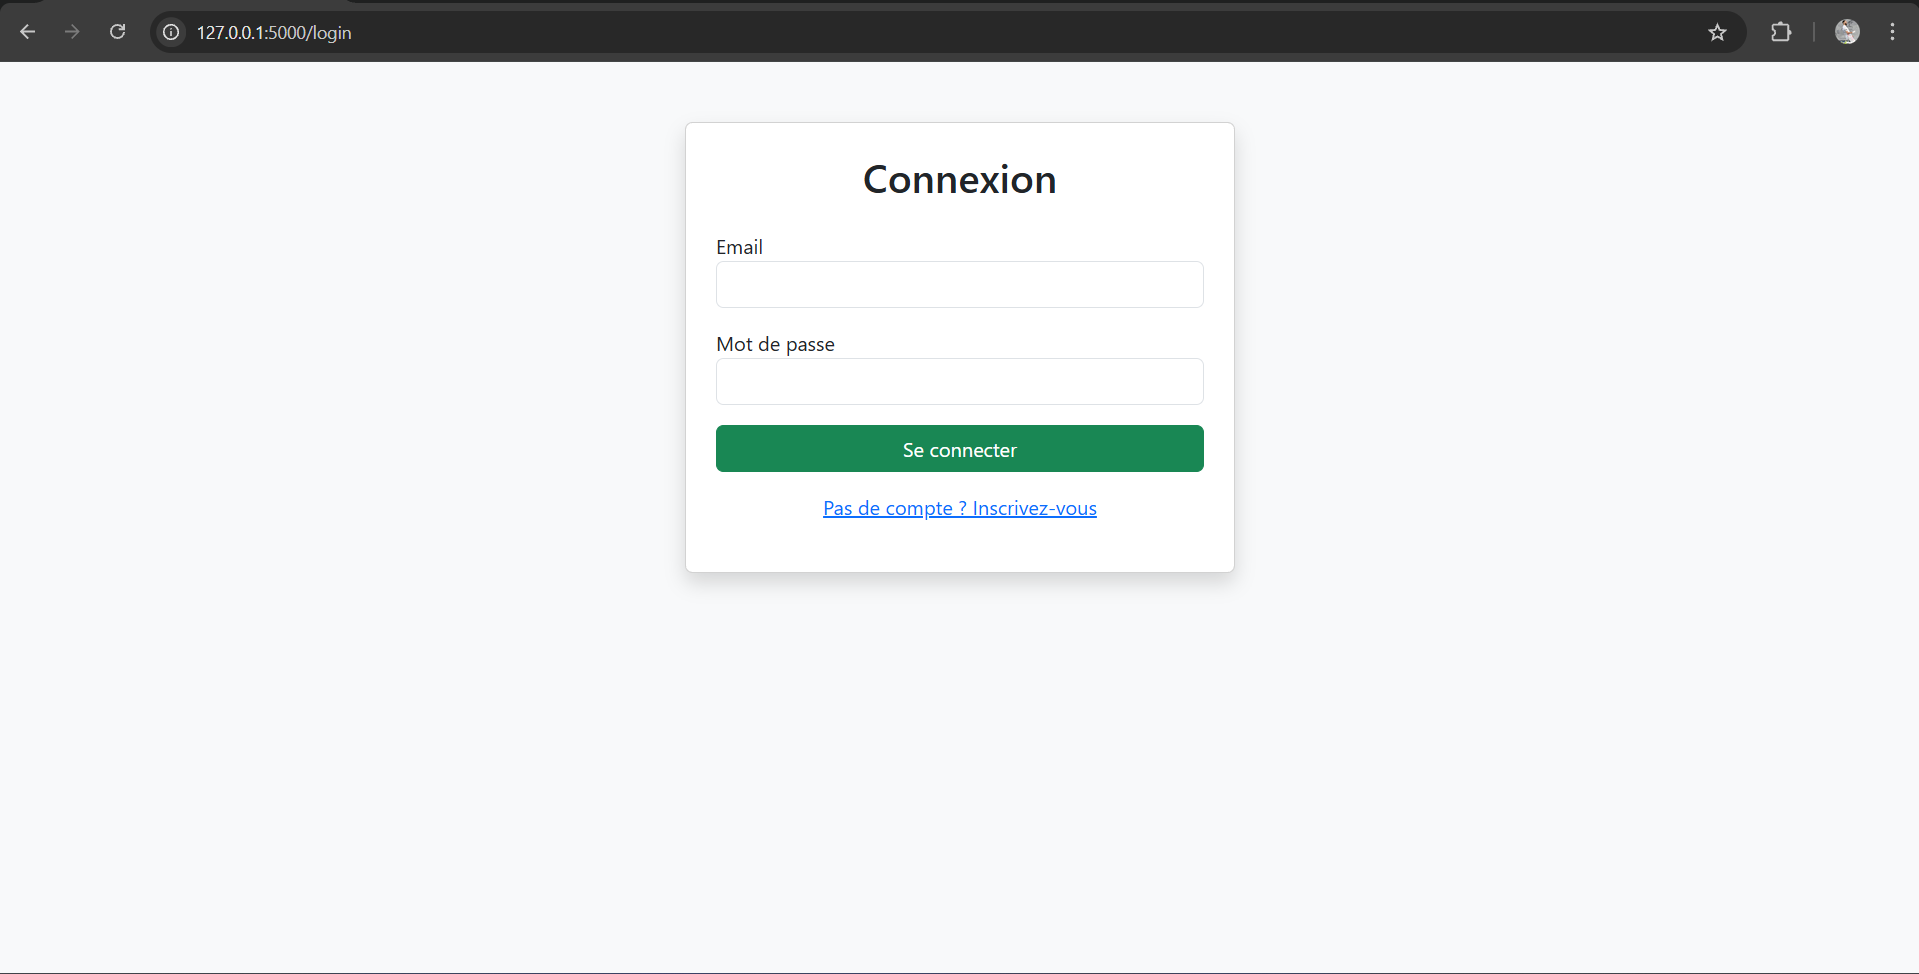 127.0.0.1:5000/login
Connexion
Email
Mot de passe
Se connecter
Pas de compte ? Inscrivez-vous